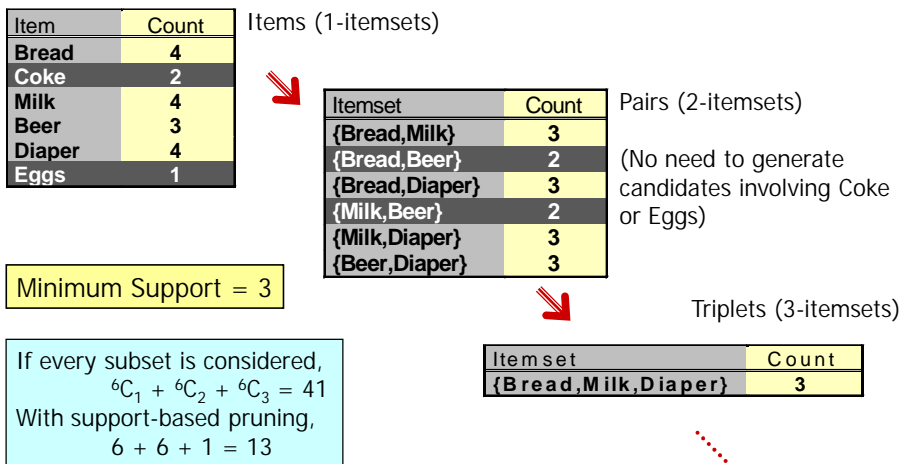 Item Count
Items (1-itemsets)
Bread 4
Coke 2
Milk 4
Beer 3
Diaper 4
Eggs 1
Itemset Count
Pairs (2-itemsets)
{Bread,Milk} 3
{Bread,Beer} 2
{Bread,Diaper} 3
{Milk,Beer} 2
{Milk,Diaper} 3
{Beer,Diaper} 3
(No need to generate
candidates involving Coke
or Eggs)
Minimum Support = 3
Triplets (3-itemsets)
Itemset Count
{Bread,Milk,Diaper} 3
If every subset is considered,
⁶C₁ + ⁶C₂ + ⁶C₃ = 41
With support-based pruning,
6 + 6 + 1 = 13